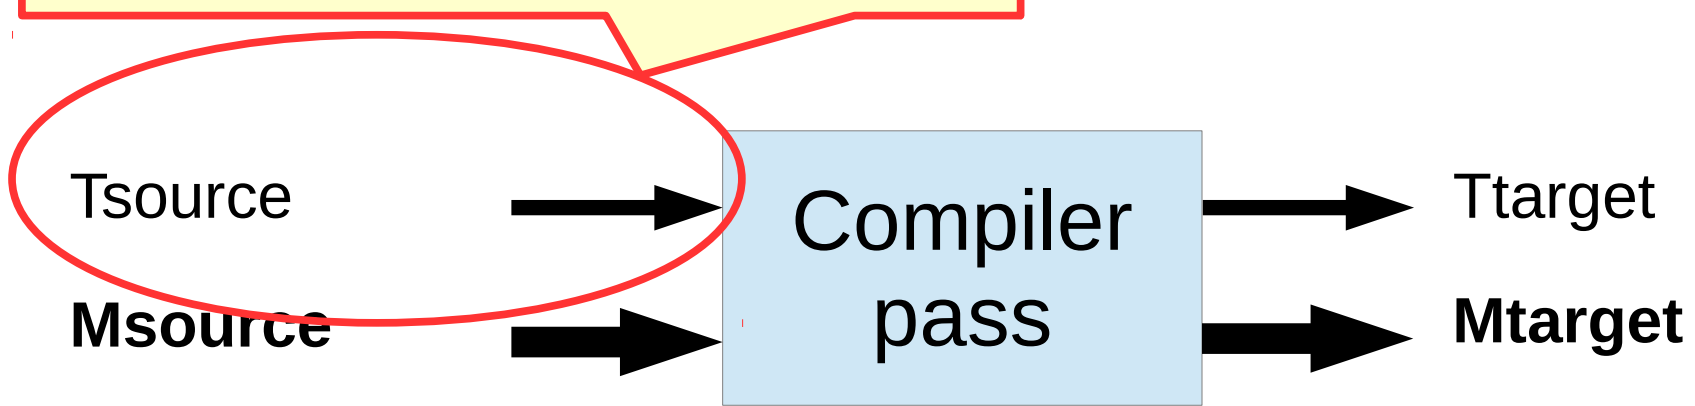 Tsource
Compiler
Ttarget
Msource
pass
Mtarget